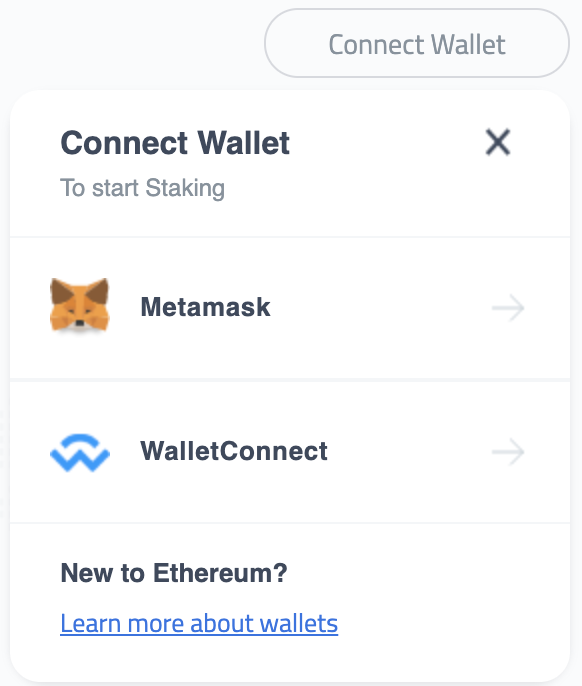 Connect Wallet
Connect Wallet
To start Staking
Metamask
WalletConnect
New to Ethereum?
Learn more about wallets